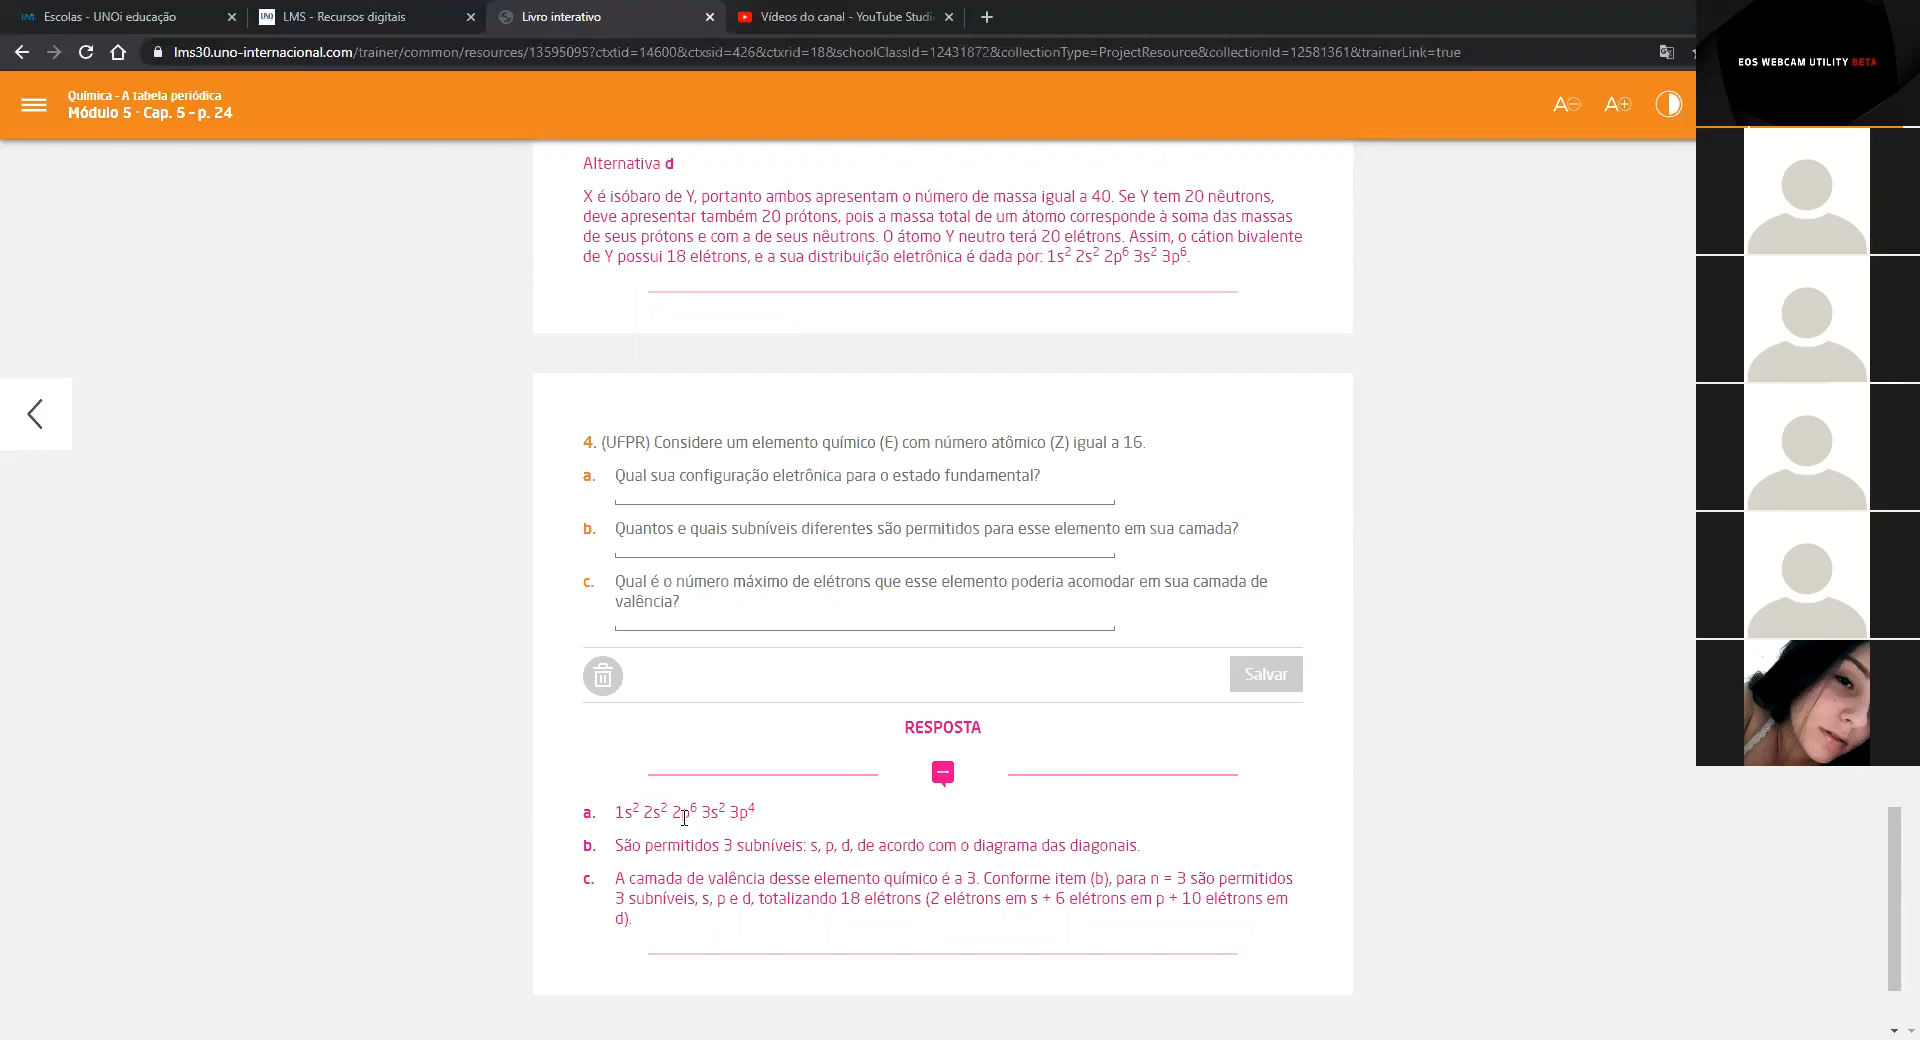 Escolas - UNOi educação
UNO
LMS - Recursos digitais
Livro interativo
Vídeos do canal - YouTube Studi
lms30.uno-internacional.com/trainer/common/resources/13595095?ctxtid=14600&ctxsid=426&ctxrid=18&schoolClassId=12431872&collectionType=ProjectResource&collectionId=12581361&trainerLink=true
EOS WEBCAM UTILITY BETA
Química - A tabela periódica
Módulo 5 · Cap. 5 – p. 24
A- A+
Alternativa d
X é isóbaro de Y, portanto ambos apresentam o número de massa igual a 40. Se Y tem 20 nêutrons,
deve apresentar também 20 prótons, pois a massa total de um átomo corresponde à soma das massas
de seus prótons e com a de seus nêutrons. O átomo Y neutro terá 20 elétrons. Assim, o cátion bivalente
de Y possui 18 elétrons, e a sua distribuição eletrônica é dada por: 1s² 2s² 2p⁶ 3s² 3p⁶.
4. (UFPR) Considere um elemento químico (E) com número atômico (Z) igual a 16.
a. Qual sua configuração eletrônica para o estado fundamental?
b. Quantos e quais subníveis diferentes são permitidos para esse elemento em sua camada?
c. Qual é o número máximo de elétrons que esse elemento poderia acomodar em sua camada de
valência?
Salvar
RESPOSTA
a. 1s² 2s² 2p⁶ 3s² 3p⁴
b. São permitidos 3 subníveis: s, p, d, de acordo com o diagrama das diagonais.
c. A camada de valência desse elemento químico é a 3. Conforme item (b), para n = 3 são permitidos
3 subníveis, s, p e d, totalizando 18 elétrons (2 elétrons em s + 6 elétrons em p + 10 elétrons em
d).